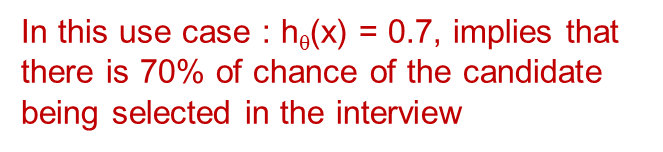 In this use case : hθ(x) = 0.7, implies that
there is 70% of chance of the candidate
being selected in the interview